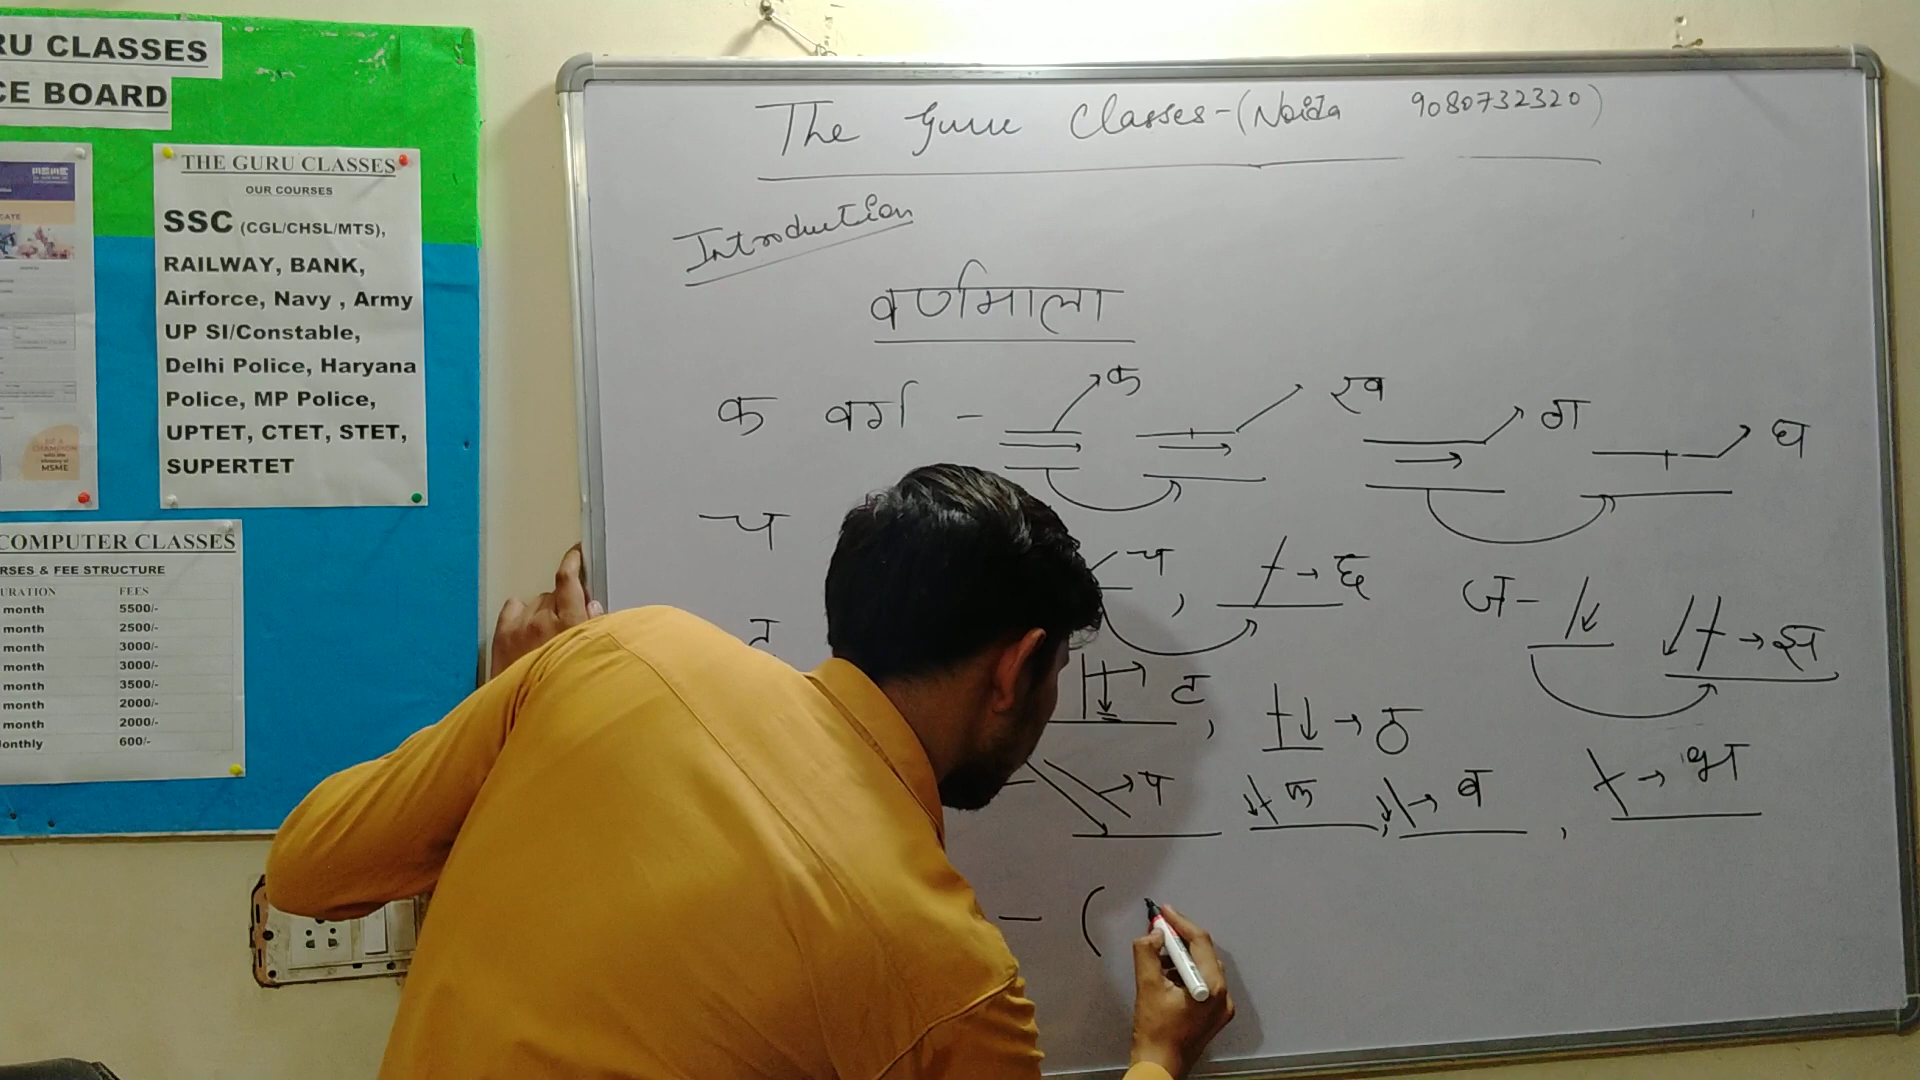 RU CLASSES
CE BOARD
THE GURU CLASSES
OUR COURSES
SSC (CGL/CHSL/MTS),
RAILWAY, BANK,
Airforce, Navy , Army
UP SI/Constable,
Delhi Police, Haryana
Police, MP Police,
UPTET, CTET, STET,
SUPERTET
MSME
COMPUTER CLASSES
RSES & FEE STRUCTURE
URATION FEES
month 5500/-
month 2500/-
month 3000/-
month 3000/-
month 3500/-
month 2000/-
month 2000/-
onthly 600/-
The Guru Classes-(Noida 9080732320)
Introduction
वर्णमाला
क वर्ग - क ख ग घ
च च, छ ज- झ
ट ट, ठ
प फ, ब, भ
- (